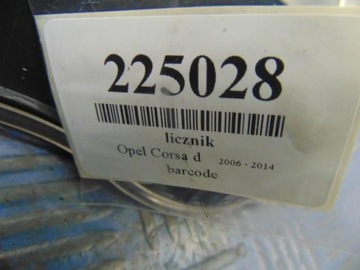 225028
licznik
Opel Corsa d 2006 - 2014
barcode